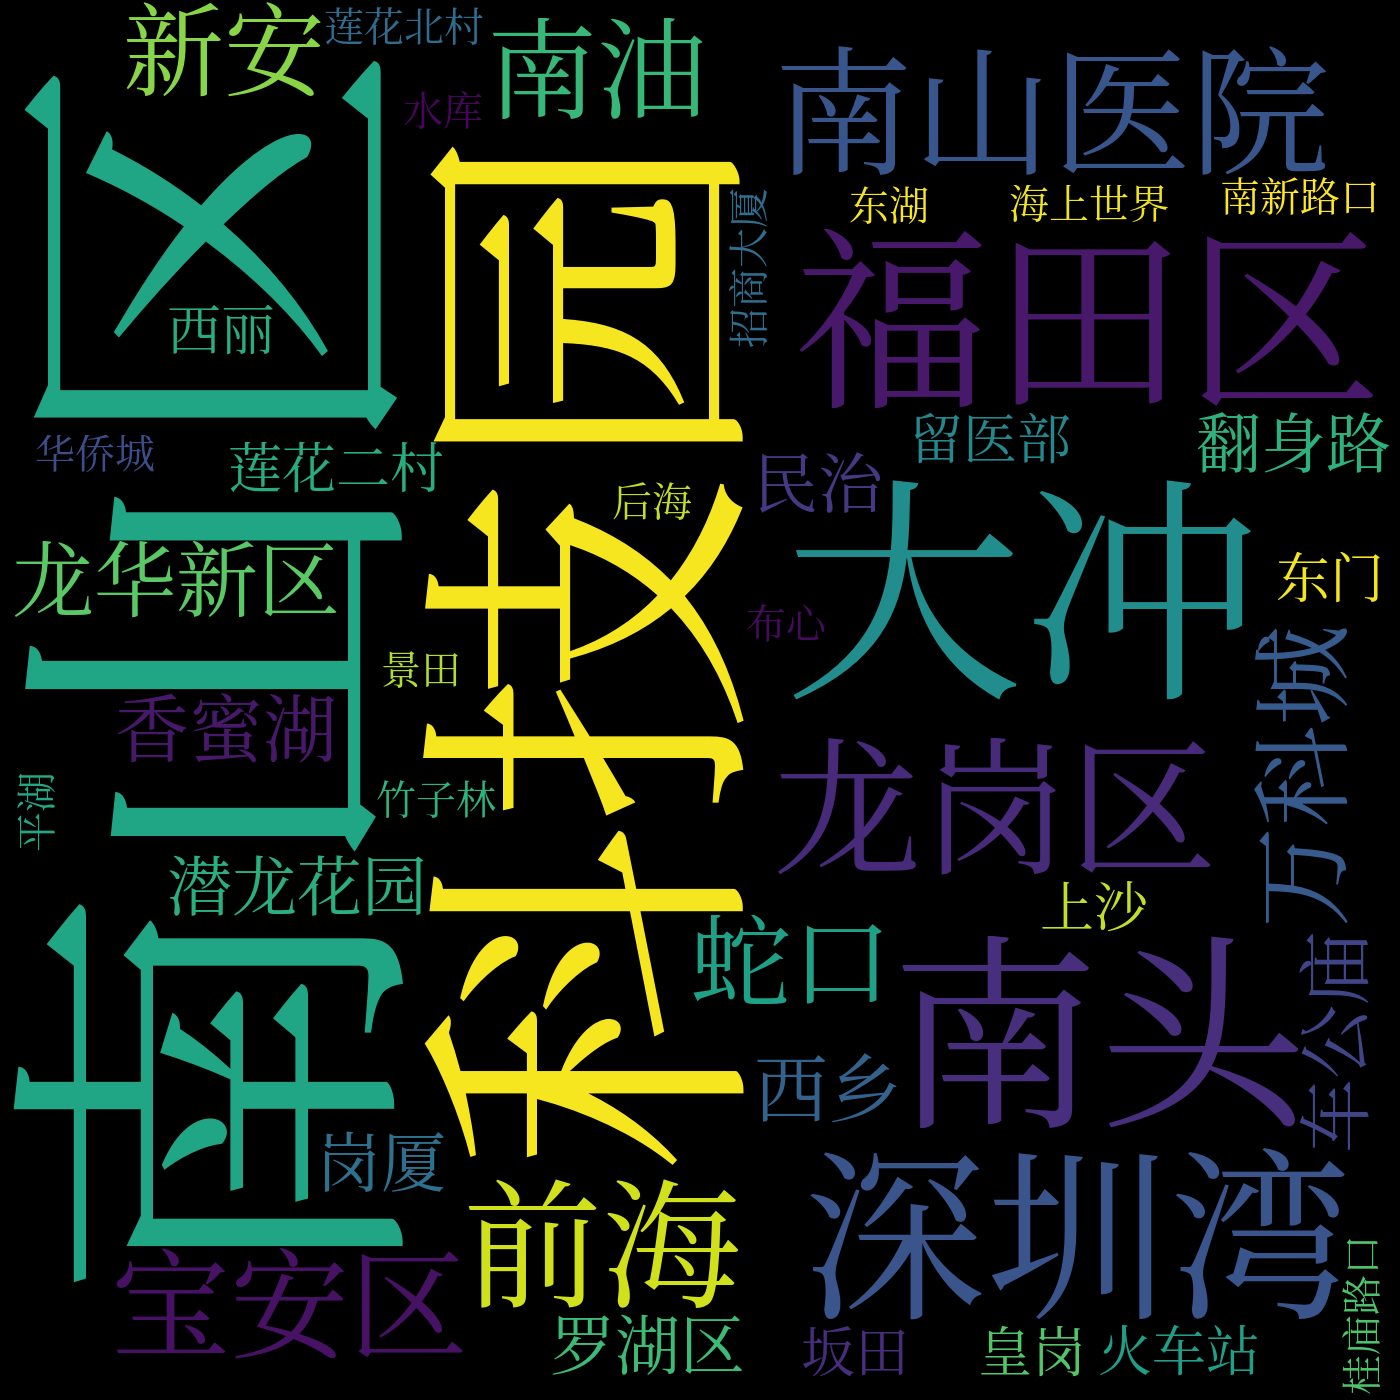 新安
莲花北村
南油
水库
南山医院
南山区
科技园
招商大厦
东湖
海上世界
南新路口
福田区
西丽
华侨城
莲花二村
留医部
翻身路
民治
后海
大冲
东门
龙华新区
布心
景田
万科城
香蜜湖
平湖
竹子林
龙岗区
潜龙花园
上沙
蛇口
南头
车公庙
西乡
岗厦
前海
深圳湾
宝安区
罗湖区
坂田
皇岗
火车站
桂庙路口